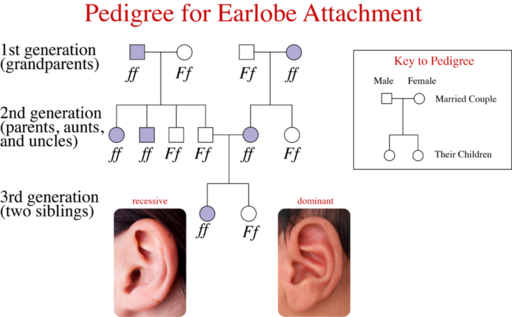 Pedigree for Earlobe Attachment
1st generation
(grandparents)
ff Ff Ff ff
2nd generation
(parents, aunts,
and uncles)
ff ff Ff Ff ff Ff
3rd generation
(two siblings)
ff Ff
recessive
dominant
Key to Pedigree
Male Female
Married Couple
Their Children